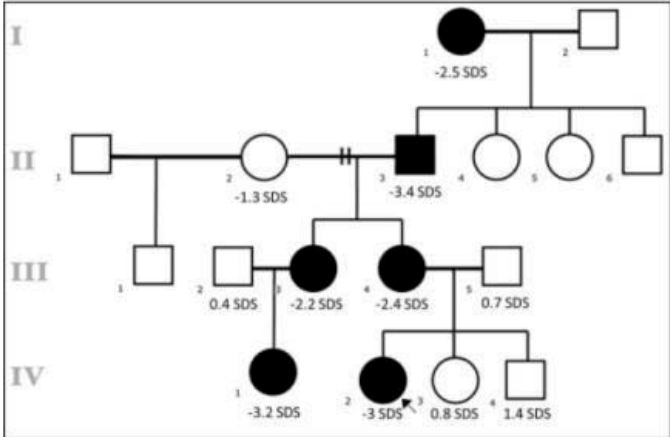 I
1 2
-2.5 SDS
II
1 2 3 4 5 6
-1.3 SDS -3.4 SDS
III
1 2 3 4 5
0.4 SDS -2.2 SDS -2.4 SDS 0.7 SDS
IV
1 2 3 4
-3.2 SDS -3 SDS 0.8 SDS 1.4 SDS